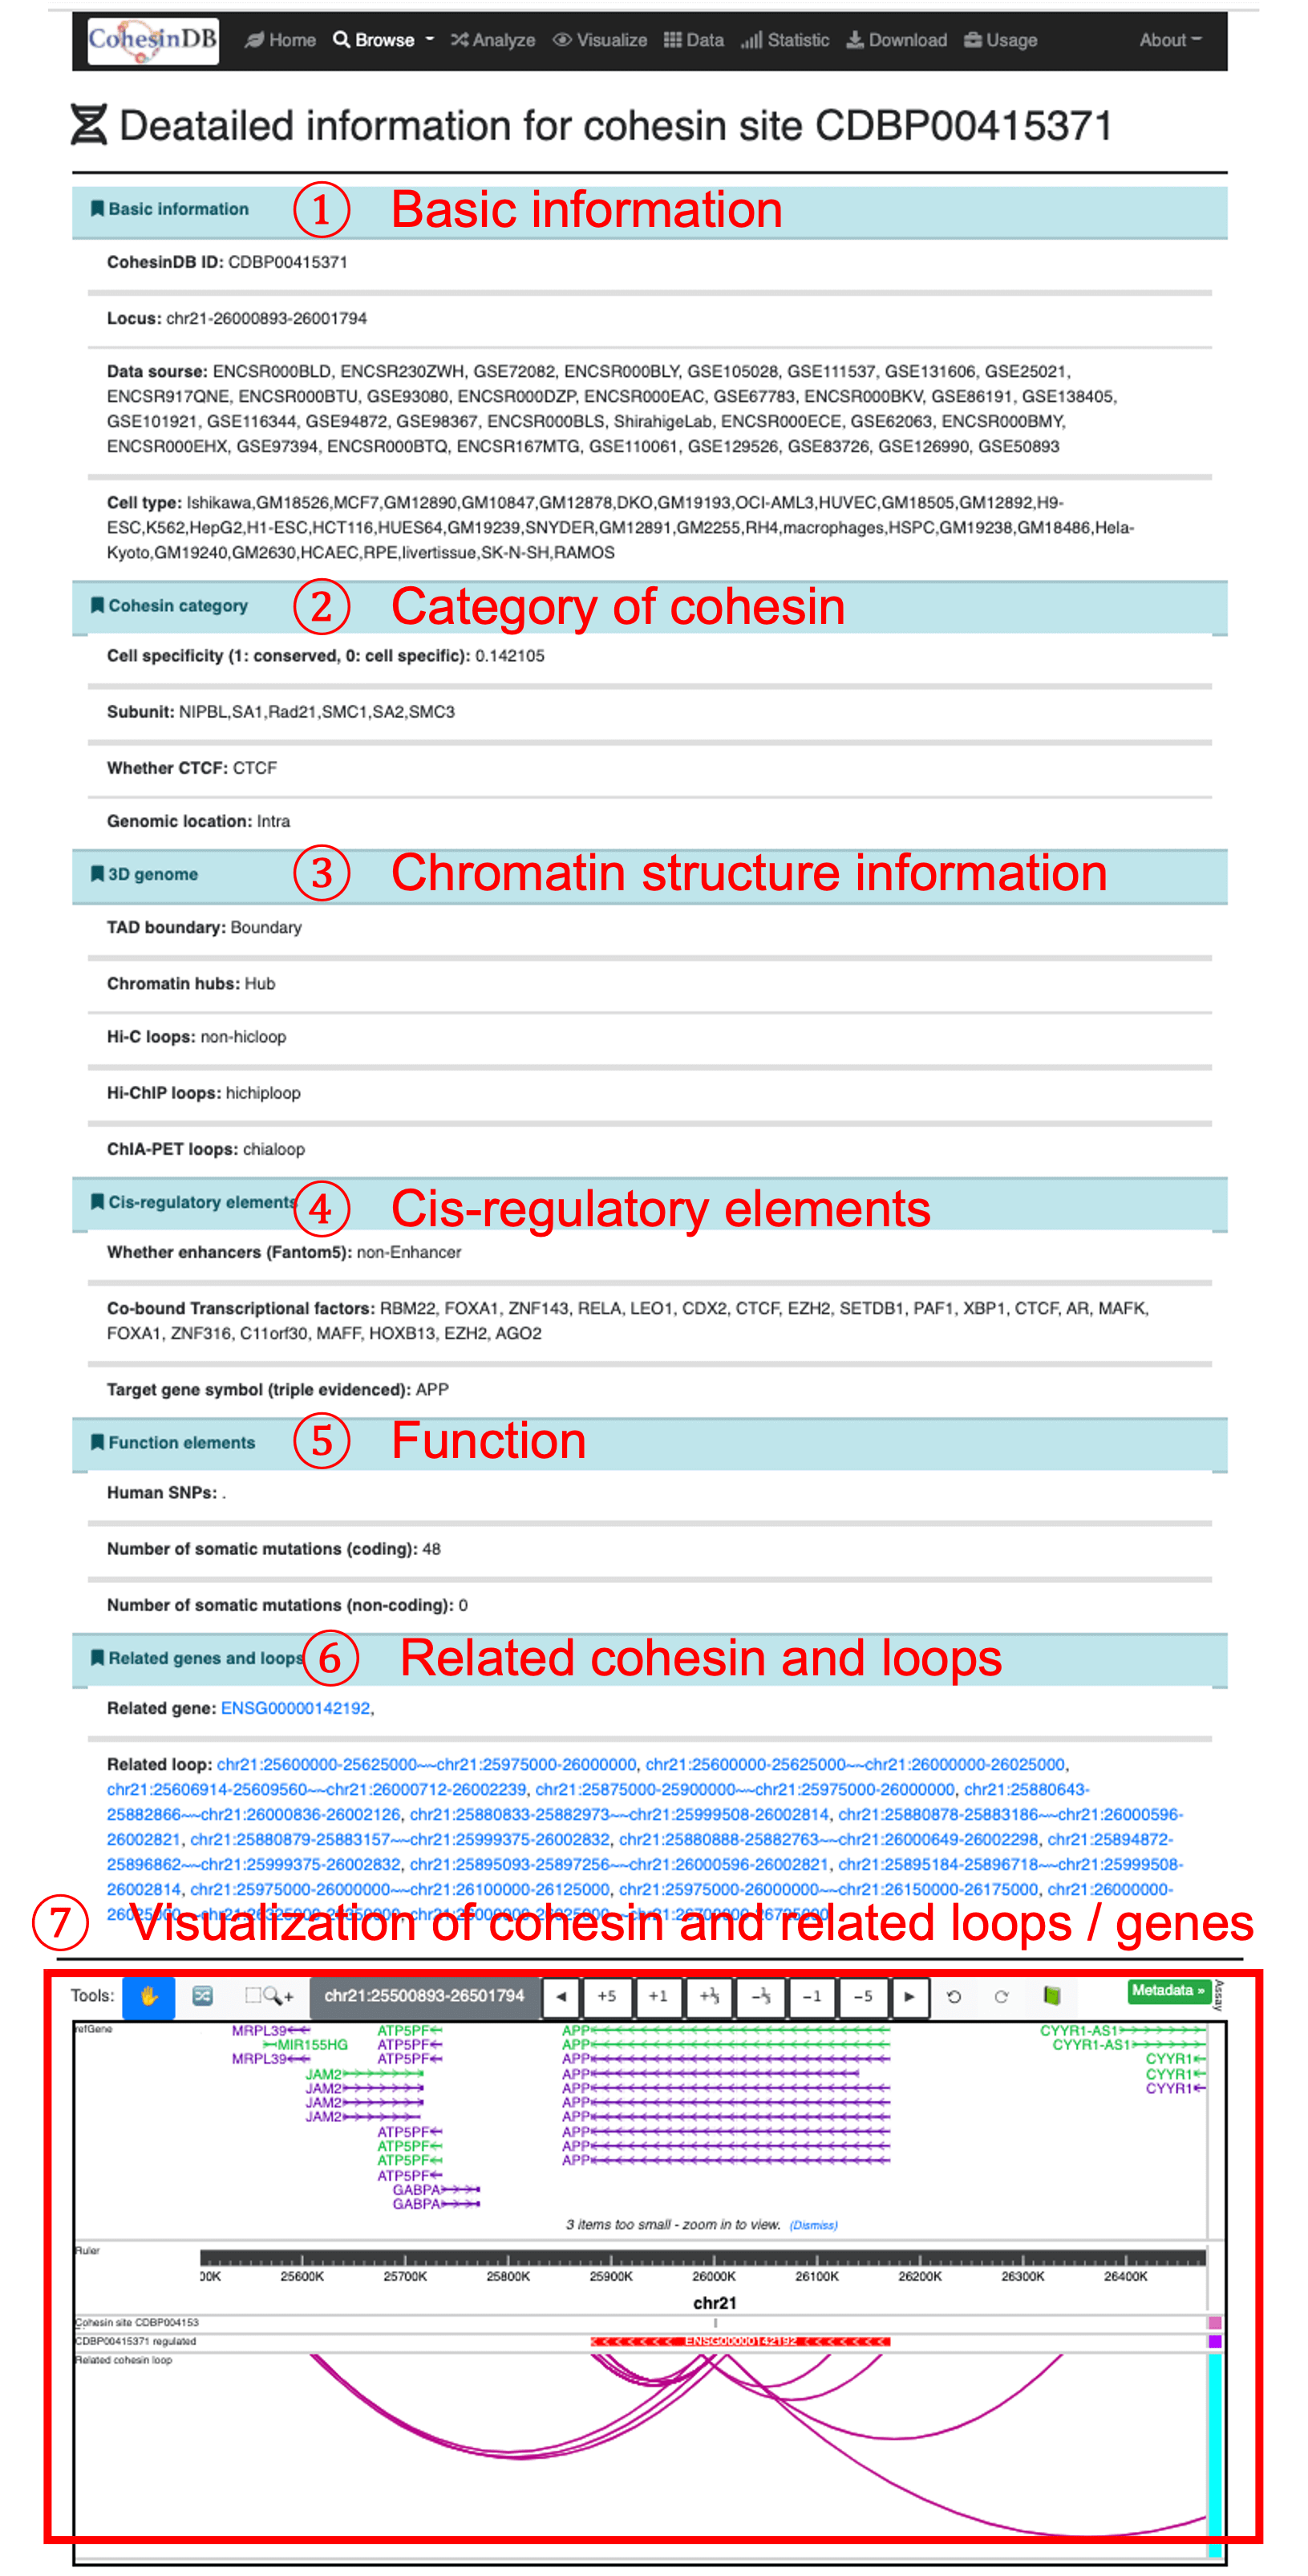 CohesinDB Home Browse Analyze Visualize Data Statistic Download Usage About
Deatailed information for cohesin site CDBP00415371
Basic information ① Basic information
CohesinDB ID: CDBP00415371
Locus: chr21-26000893-26001794
Data sourse: ENCSR000BLD, ENCSR230ZWH, GSE72082, ENCSR000BLY, GSE105028, GSE111537, GSE131606, GSE25021,
ENCSR917QNE, ENCSR000BTU, GSE93080, ENCSR000DZP, ENCSR000EAC, GSE67783, ENCSR000BKV, GSE86191, GSE138405,
GSE101921, GSE116344, GSE94872, GSE98367, ENCSR000BLS, ShirahigeLab, ENCSR000ECE, GSE62063, ENCSR000BMY,
ENCSR000EHX, GSE97394, ENCSR000BTQ, ENCSR167MTG, GSE110061, GSE129526, GSE83726, GSE126990, GSE50893
Cell type: Ishikawa,GM18526,MCF7,GM12890,GM10847,GM12878,DKO,GM19193,OCI-AML3,HUVEC,GM18505,GM12892,H9-
ESC,K562,HepG2,H1-ESC,HCT116,HUES64,GM19239,SNYDER,GM12891,GM2255,RH4,macrophages,HSPC,GM19238,GM18486,Hela-
Kyoto,GM19240,GM2630,HCAEC,RPE,livertissue,SK-N-SH,RAMOS
Cohesin category ② Category of cohesin
Cell specificity (1: conserved, 0: cell specific): 0.142105
Subunit: NIPBL,SA1,Rad21,SMC1,SA2,SMC3
Whether CTCF: CTCF
Genomic location: Intra
3D genome ③ Chromatin structure information
TAD boundary: Boundary
Chromatin hubs: Hub
Hi-C loops: non-hicloop
Hi-ChIP loops: hichiploop
ChIA-PET loops: chialoop
Cis-regulatory elements ④ Cis-regulatory elements
Whether enhancers (Fantom5): non-Enhancer
Co-bound Transcriptional factors: RBM22, FOXA1, ZNF143, RELA, LEO1, CDX2, CTCF, EZH2, SETDB1, PAF1, XBP1, CTCF, AR, MAFK,
FOXA1, ZNF316, C11orf30, MAFF, HOXB13, EZH2, AGO2
Target gene symbol (triple evidenced): APP
Function elements ⑤ Function
Human SNPs: .
Number of somatic mutations (coding): 48
Number of somatic mutations (non-coding): 0
Related genes and loops ⑥ Related cohesin and loops
Related gene: ENSG00000142192,
Related loop: chr21:25600000-25625000~~chr21:25975000-26000000, chr21:25600000-25625000~~chr21:26000000-26025000,
chr21:25606914-25609560~~chr21:26000712-26002239, chr21:25875000-25900000~~chr21:25975000-26000000, chr21:25880643-
25882866~~chr21:26000836-26002126, chr21:25880833-25882973~~chr21:25999508-26002814, chr21:25880878-25883186~~chr21:26000596-
26002821, chr21:25880879-25883157~~chr21:25999375-26002832, chr21:25880888-25882763~~chr21:26000649-26002298, chr21:25894872-
25896862~~chr21:25999375-26002832, chr21:25895093-25897256~~chr21:26000596-26002821, chr21:25895184-25896718~~chr21:25999508-
26002814, chr21:25975000-26000000~~chr21:26100000-26125000, chr21:25975000-26000000~~chr21:26150000-26175000, chr21:26000000-
⑦ Visualization of cohesin and related loops / genes
Tools: chr21:25500893-26501794 ◄ +5 +1 +⅓ -⅓ -1 -5 ► Metadata »
Assay
refGene
MRPL39 ATP5PF APP CYYR1-AS1
MIR155HG ATP5PF APP CYYR1-AS1
MRPL39 ATP5PF APP CYYR1
JAM2 APP CYYR1
JAM2 APP CYYR1
JAM2 APP
JAM2 APP
ATP5PF APP
ATP5PF APP
ATP5PF APP
ATP5PF
GABPA
GABPA
3 items too small - zoom in to view. (Dismiss)
Ruler
00K 25600K 25700K 25800K 25900K 26000K 26100K 26200K 26300K 26400K
chr21
Cohesin site CDBP004153
CDBP00415371 regulated ENSG00000142192
Related cohesin loop